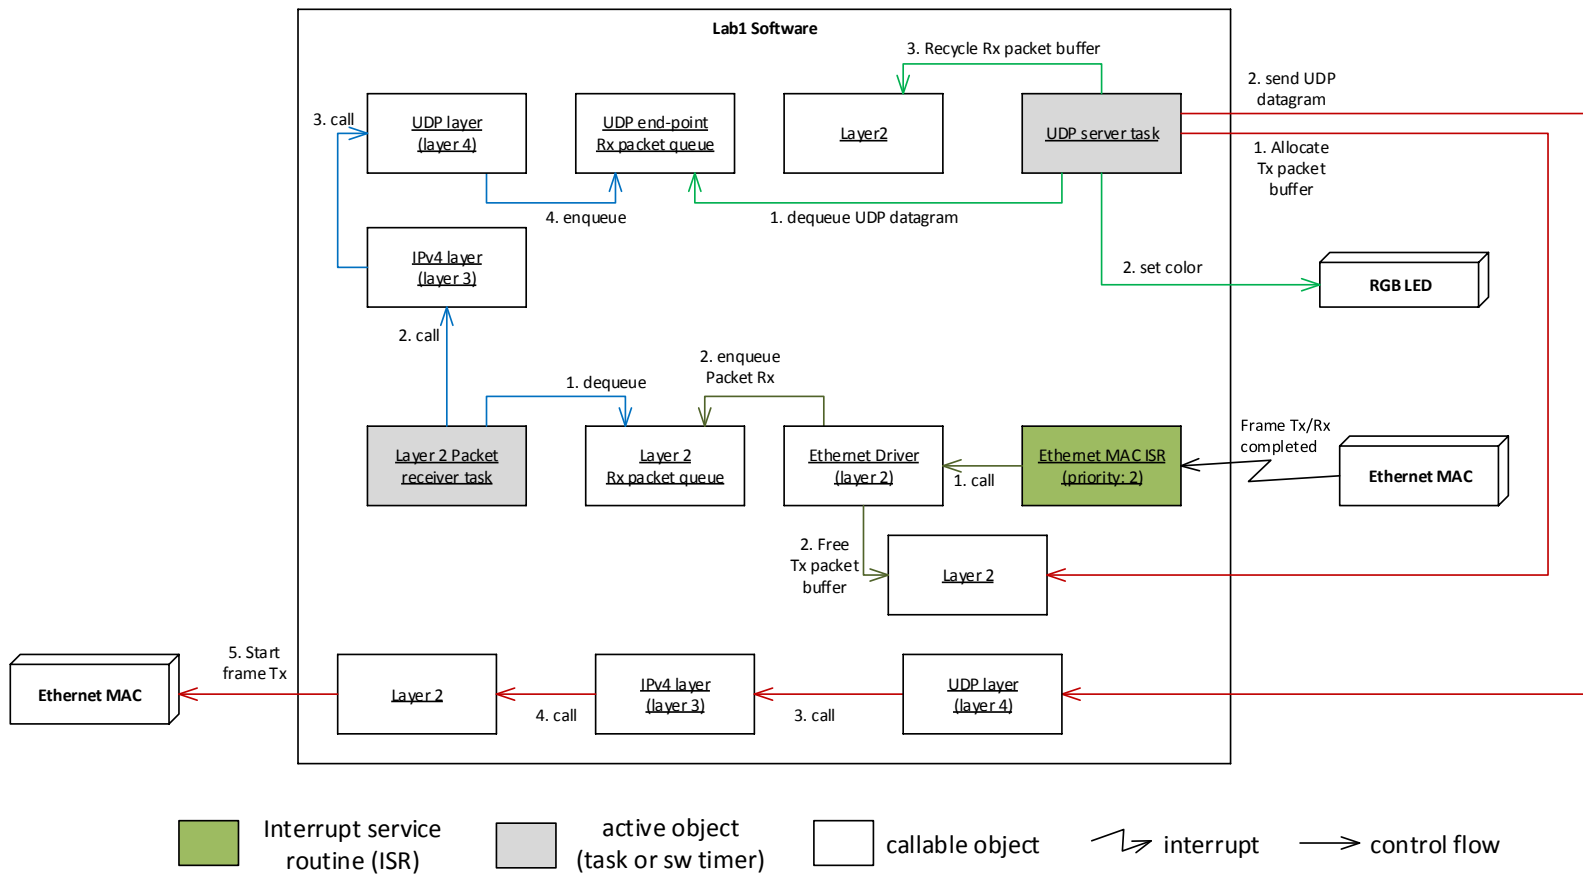 Lab1 Software
3. Recycle Rx packet buffer
2. send UDP
datagram
3. call
UDP layer
(layer 4)
UDP end-point
Rx packet queue
Layer2
UDP server task
1. Allocate
Tx packet
buffer
4. enqueue
1. dequeue UDP datagram
IPv4 layer
(layer 3)
2. set color
RGB LED
2. call
2. enqueue
Packet Rx
1. dequeue
Frame Tx/Rx
completed
Layer 2 Packet
receiver task
Layer 2
Rx packet queue
Ethernet Driver
(layer 2)
1. call
Ethernet MAC ISR
(priority: 2)
Ethernet MAC
2. Free
Tx packet
buffer
Layer 2
5. Start
frame Tx
Ethernet MAC
Layer 2
4. call
IPv4 layer
(layer 3)
3. call
UDP layer
(layer 4)
Interrupt service
routine (ISR)
active object
(task or sw timer)
callable object
interrupt
control flow